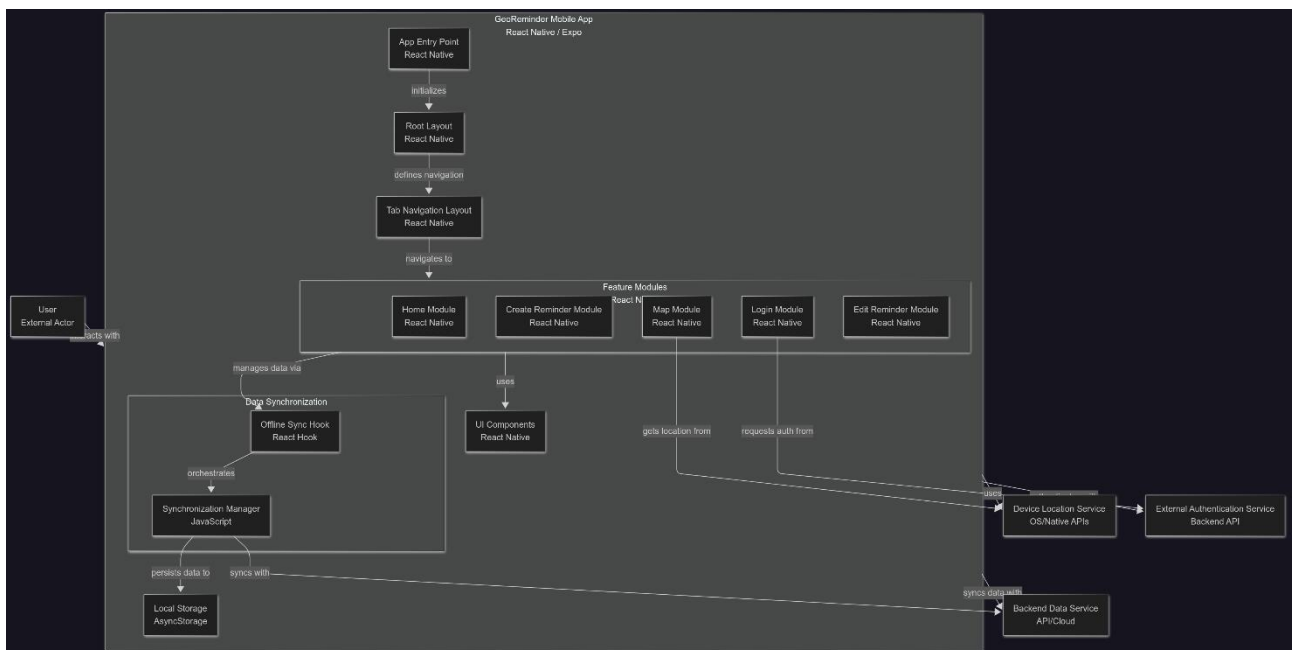 GeoReminder Mobile App
React Native / Expo
App Entry Point
React Native
initializes
Root Layout
React Native
defines navigation
Tab Navigation Layout
React Native
navigates to
Feature Modules
React
Home Module
React Native
Create Reminder Module
React Native
Map Module
React Native
Login Module
React Native
Edit Reminder Module
React Native
User
External Actor
with
manages data via
uses
Data Synchronization
Offline Sync Hook
React Hook
UI Components
React Native
gets location from
requests auth from
orchestrates
Synchronization Manager
JavaScript
uses
Device Location Service
OS/Native APIs
External Authentication Service
Backend API
persists data to
syncs with
Local Storage
AsyncStorage
syncs data with
Backend Data Service
API/Cloud